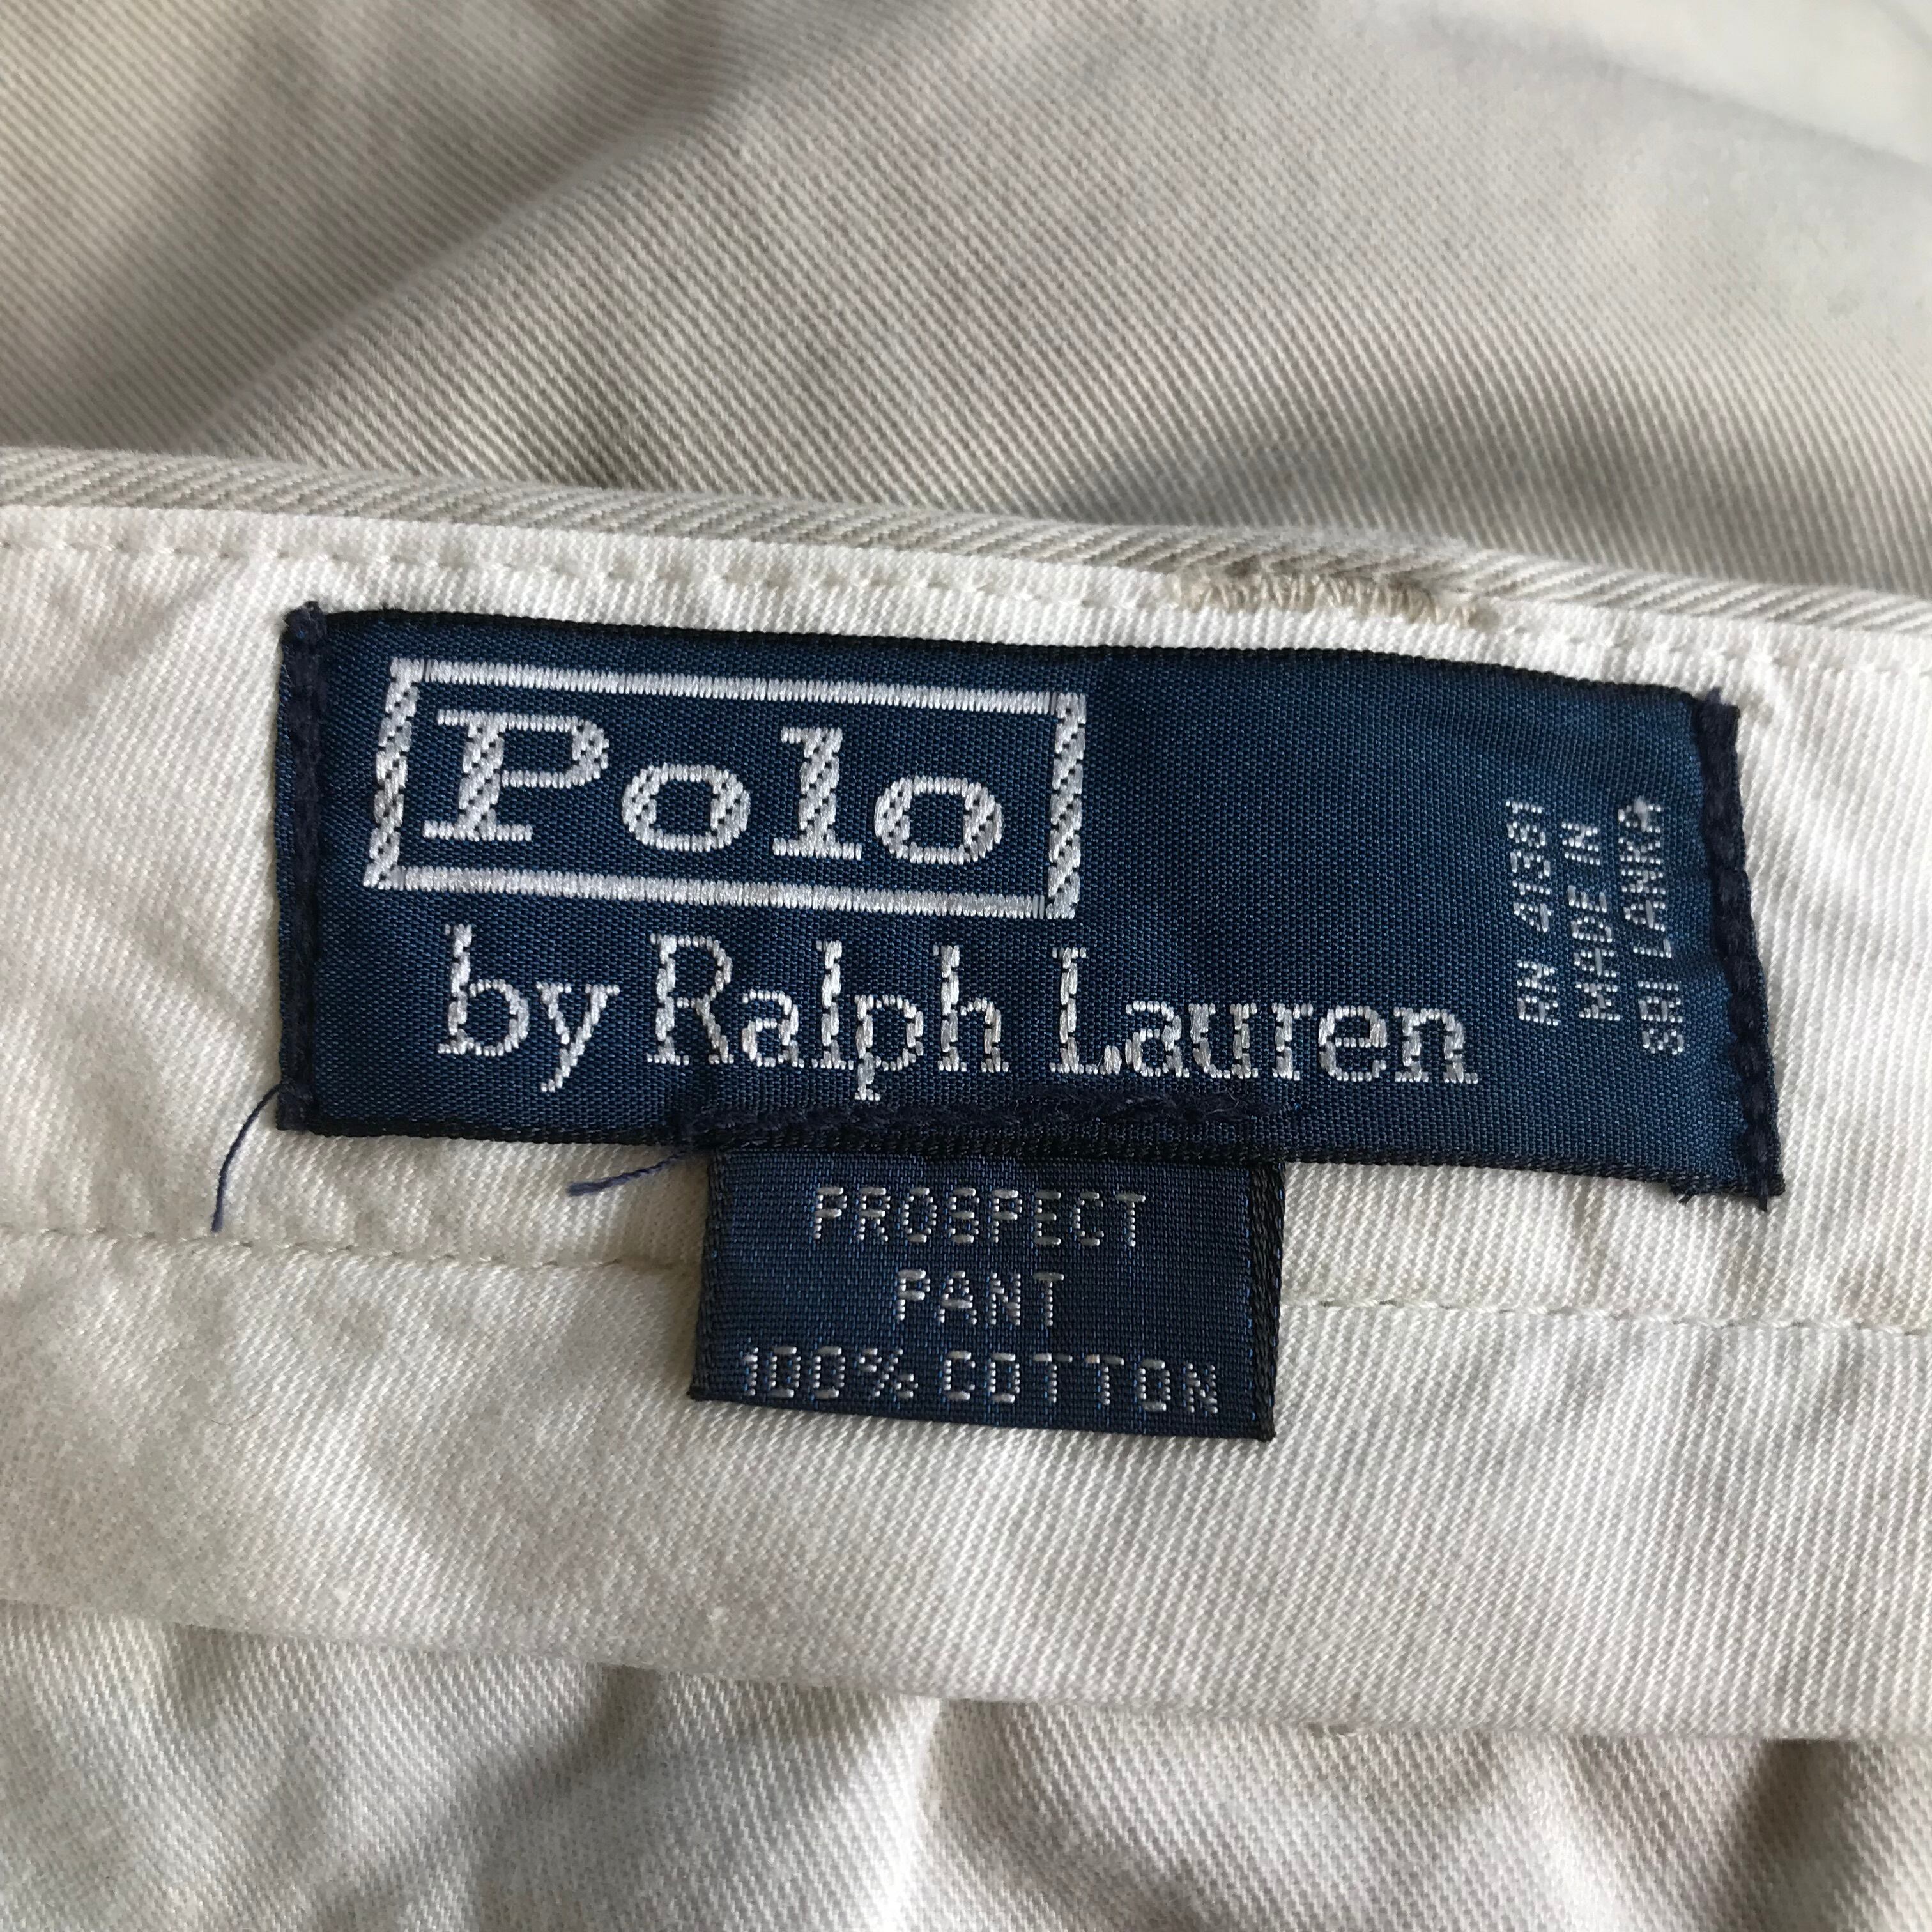 Polo
by Ralph Lauren
RN 41381
MADE IN
SRI LANKA
PROSPECT
PANT
100% COTTON